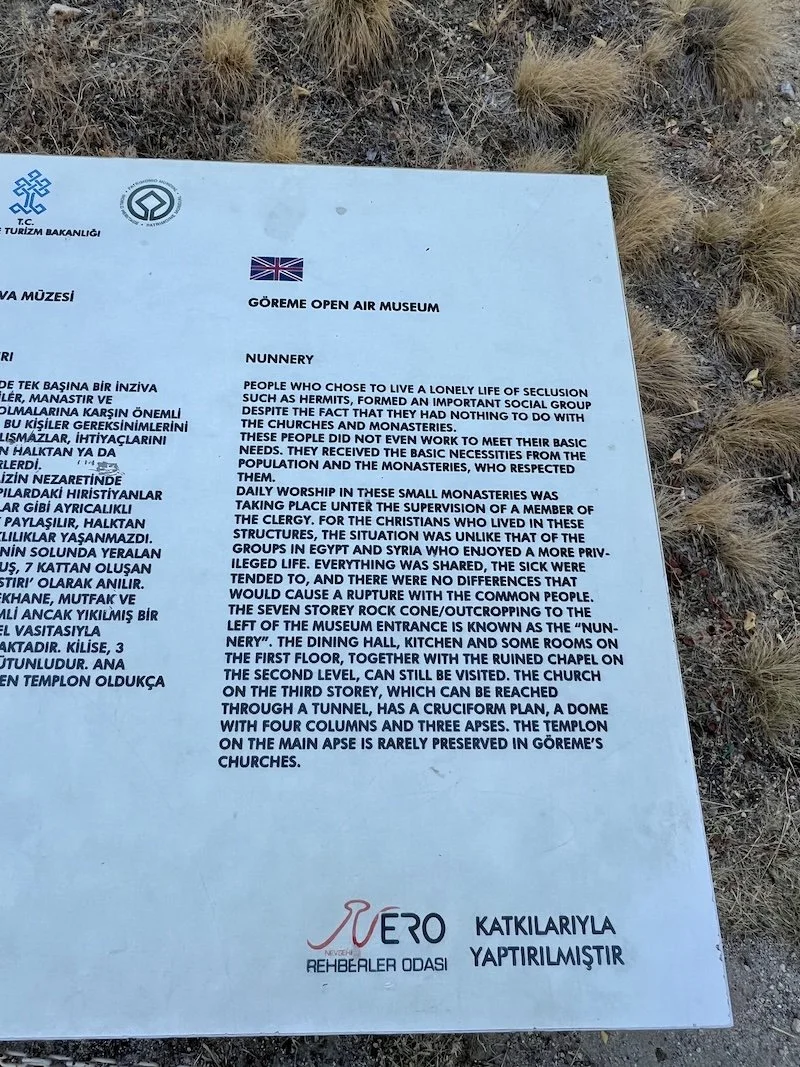 T.C.
TURİZM BAKANLIĞI
VA MÜZESİ
DE TEK BAŞINA BİR İNZİVA
MANASTIR VE
OLMALARINA KARŞIN ÖNEMLİ
BU KİŞİLER GEREKSİNİMLERİNİ
LIŞMAZLAR, İHTİYAÇLARINI
N HALKTAN YA DA
RLERDİ.
İZİN NEZARETİNDE
PILARDAKİ HIRİSTİYANLAR
LAR GİBİ AYRICALIKLI
PAYLAŞILIR, HALKTAN
KLILIKLAR YAŞANMAZDI.
NİN SOLUNDA YERALAN
UŞ, 7 KATTAN OLUŞAN
STIRI' OLARAK ANILIR.
EKHANE, MUTFAK VE
MLİ ANCAK YIKILMIŞ BİR
EL VASITASIYLA
AKTADIR. KİLİSE, 3
ÜTUNLUDUR. ANA
EN TEMPLON OLDUKÇA
GÖREME OPEN AIR MUSEUM
NUNNERY
PEOPLE WHO CHOSE TO LIVE A LONELY LIFE OF SECLUSION
SUCH AS HERMITS, FORMED AN IMPORTANT SOCIAL GROUP
DESPITE THE FACT THAT THEY HAD NOTHING TO DO WITH
THE CHURCHES AND MONASTERIES.
THESE PEOPLE DID NOT EVEN WORK TO MEET THEIR BASIC
NEEDS. THEY RECEIVED THE BASIC NECESSITIES FROM THE
POPULATION AND THE MONASTERIES, WHO RESPECTED
THEM.
DAILY WORSHIP IN THESE SMALL MONASTERIES WAS
TAKING PLACE UNTER THE SUPERVISION OF A MEMBER OF
THE CLERGY. FOR THE CHRISTIANS WHO LIVED IN THESE
STRUCTURES, THE SITUATION WAS UNLIKE THAT OF THE
GROUPS IN EGYPT AND SYRIA WHO ENJOYED A MORE PRIV-
ILEGED LIFE. EVERYTHING WAS SHARED, THE SICK WERE
TENDED TO, AND THERE WERE NO DIFFERENCES THAT
WOULD CAUSE A RUPTURE WITH THE COMMON PEOPLE.
THE SEVEN STOREY ROCK CONE/OUTCROPPING TO THE
LEFT OF THE MUSEUM ENTRANCE IS KNOWN AS THE “NUN-
NERY”. THE DINING HALL, KITCHEN AND SOME ROOMS ON
THE FIRST FLOOR, TOGETHER WITH THE RUINED CHAPEL ON
THE SECOND LEVEL, CAN STILL BE VISITED. THE CHURCH
ON THE THIRD STOREY, WHICH CAN BE REACHED
THROUGH A TUNNEL, HAS A CRUCIFORM PLAN, A DOME
WITH FOUR COLUMNS AND THREE APSES. THE TEMPLON
ON THE MAIN APSE IS RARELY PRESERVED IN GÖREME’S
CHURCHES.
NERO
REHBERLER ODASI
KATKILARIYLA
YAPTIRILMIŞTIR